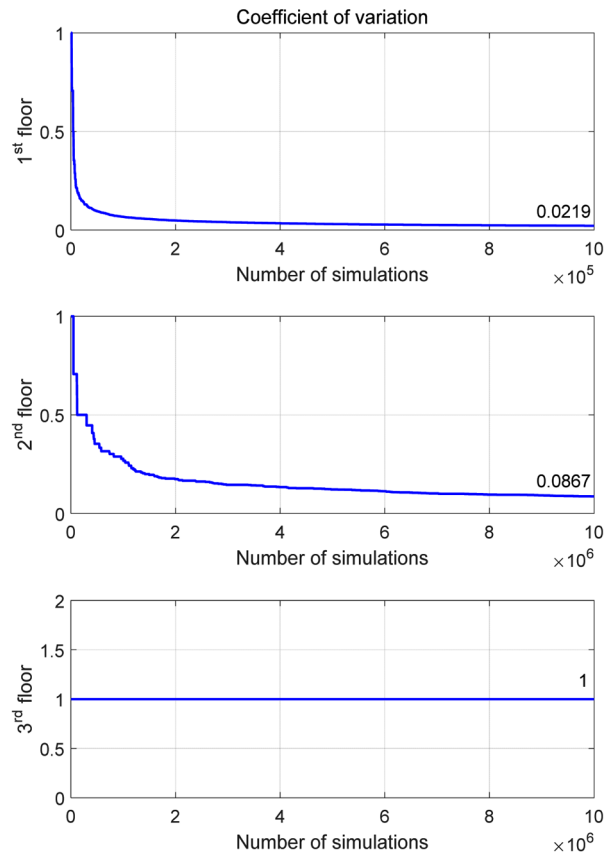 Coefficient of variation
1
0.5
0
1st floor
0.0219
0 2 4 6 8 10
Number of simulations
×10^5
1
0.5
0
2nd floor
0.0867
0 2 4 6 8 10
Number of simulations
×10^6
2
1.5
1
0.5
0
3rd floor
1
0 2 4 6 8 10
Number of simulations
×10^6